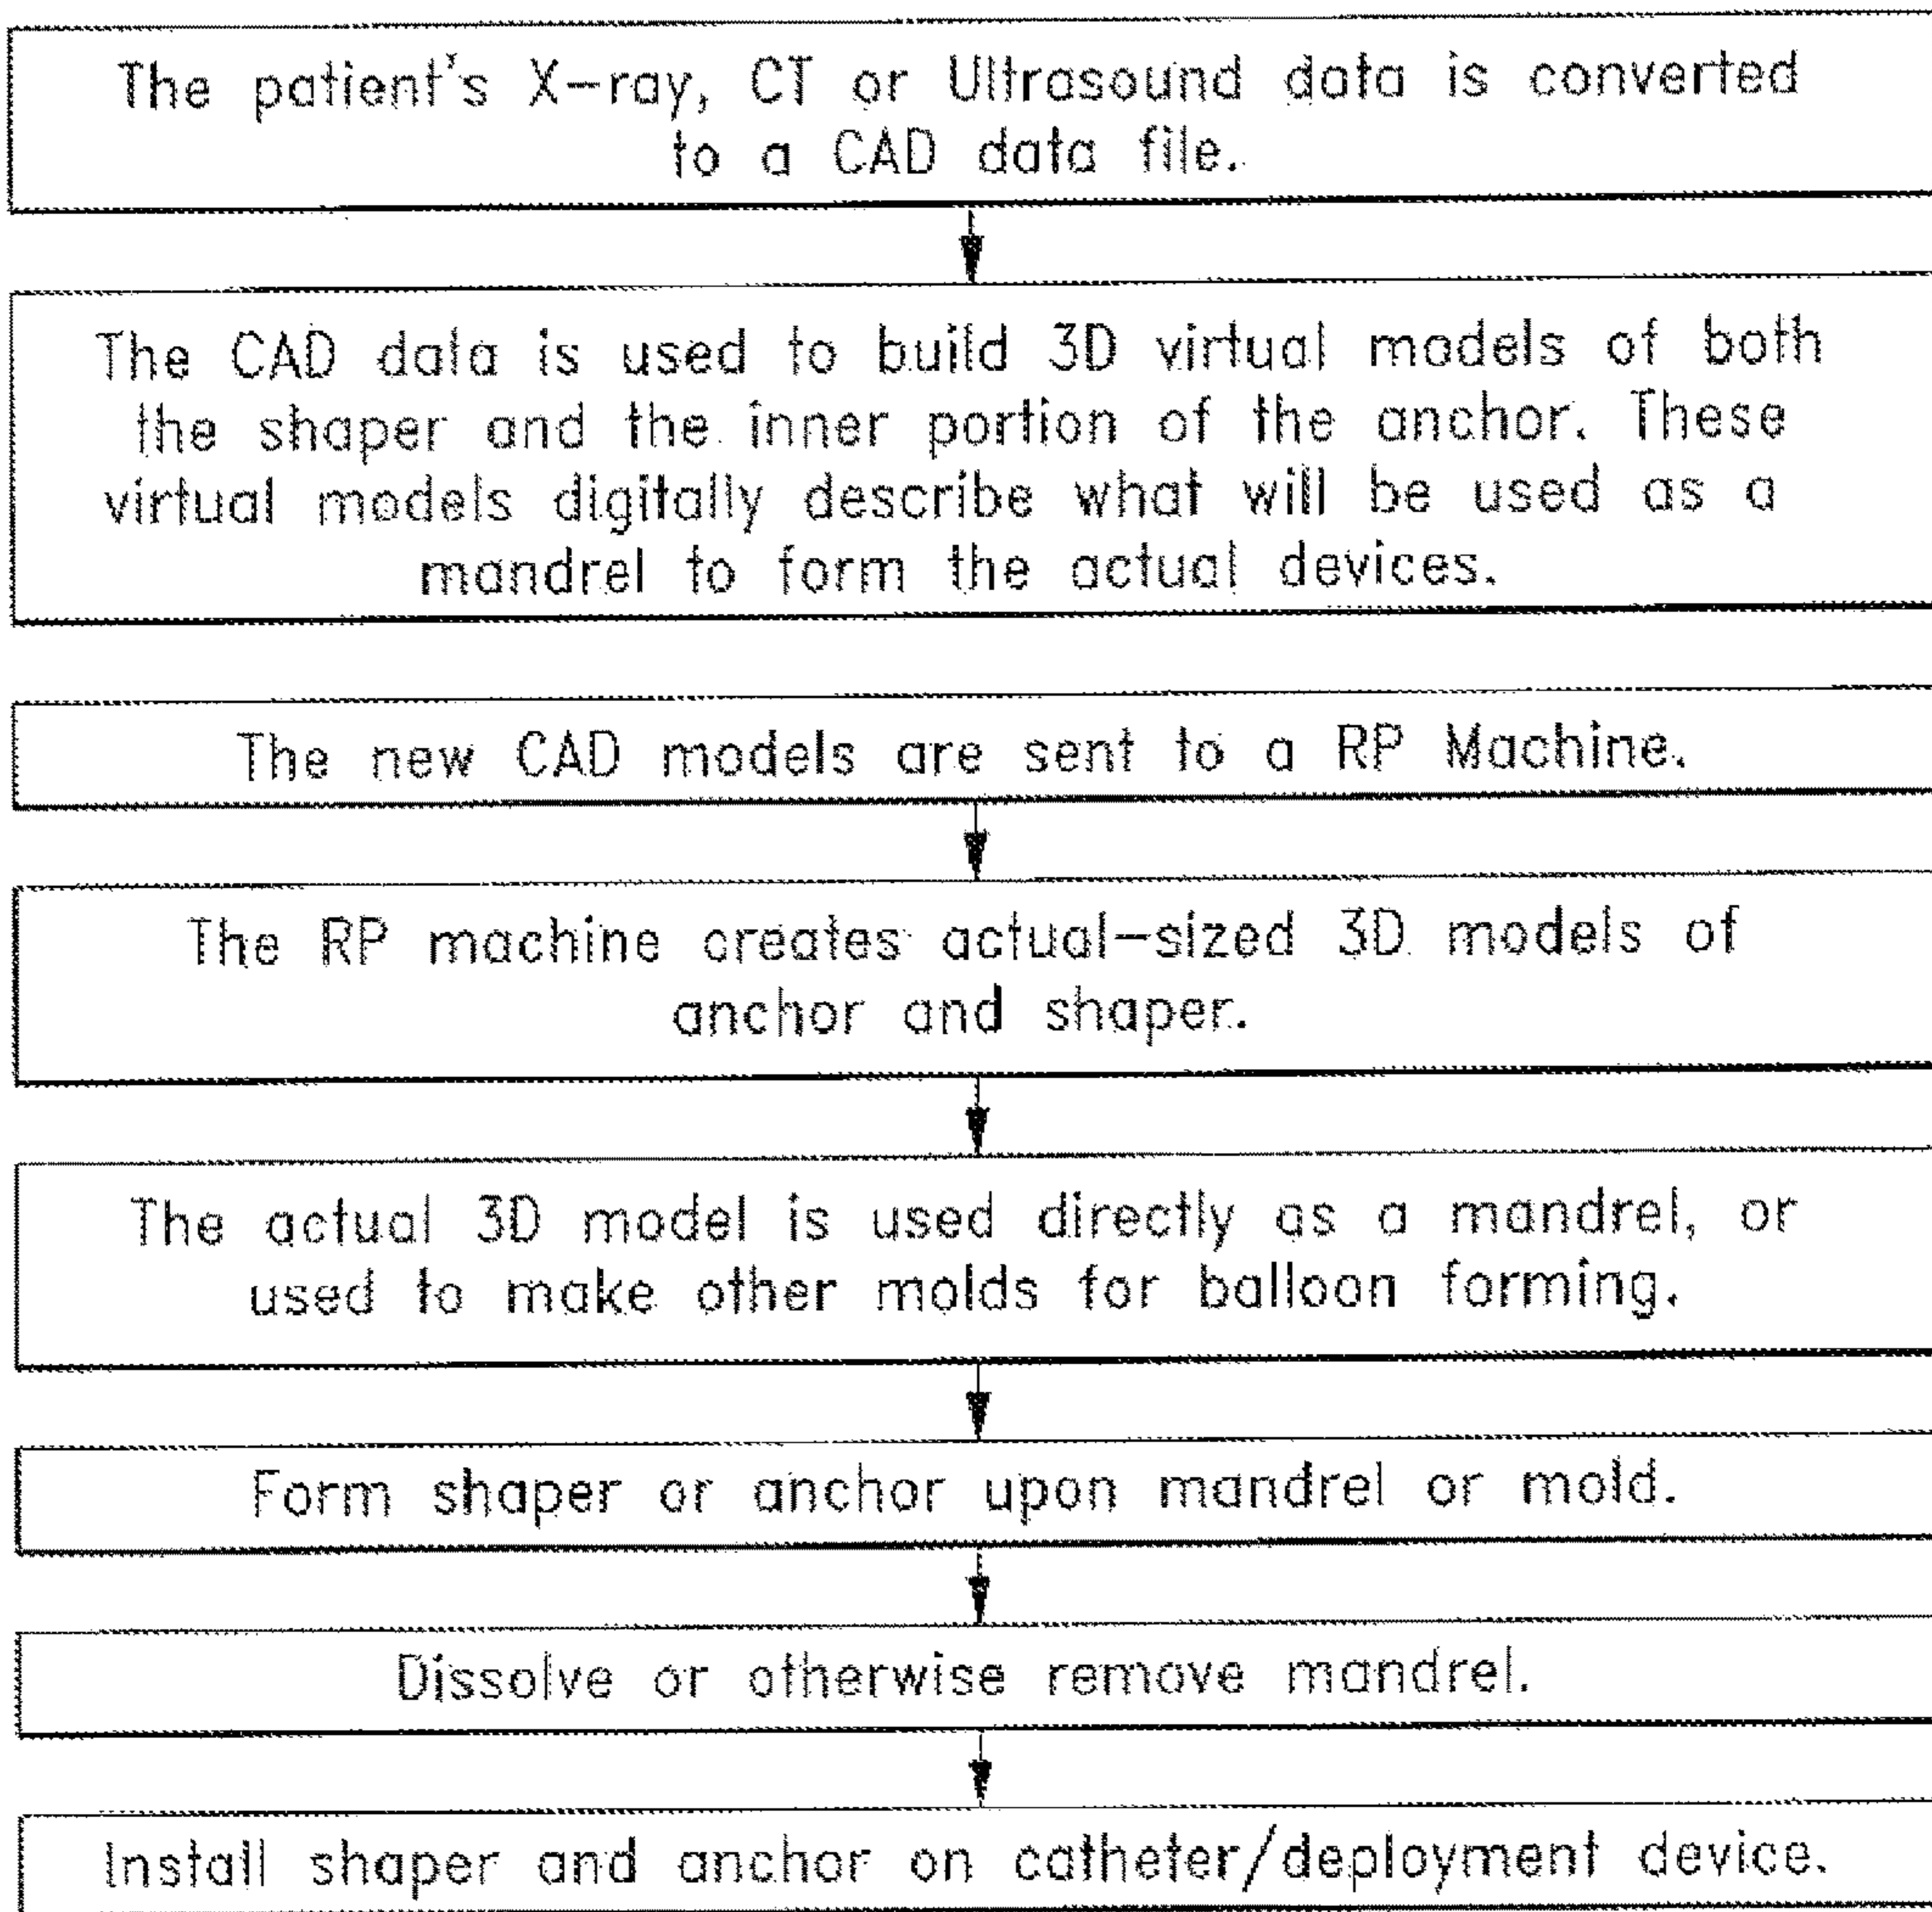 The patient's X-ray, CT or Ultrasound data is converted
to a CAD data file.
The CAD data is used to build 3D virtual models of both
the shaper and the inner portion of the anchor. These
virtual models digitally describe what will be used as a
mandrel to form the actual devices.
The new CAD models are sent to a RP Machine.
The RP machine creates actual-sized 3D models of
anchor and shaper.
The actual 3D model is used directly as a mandrel, or
used to make other molds for balloon forming.
Form shaper or anchor upon mandrel or mold.
Dissolve or otherwise remove mandrel.
Install shaper and anchor on catheter/deployment device.